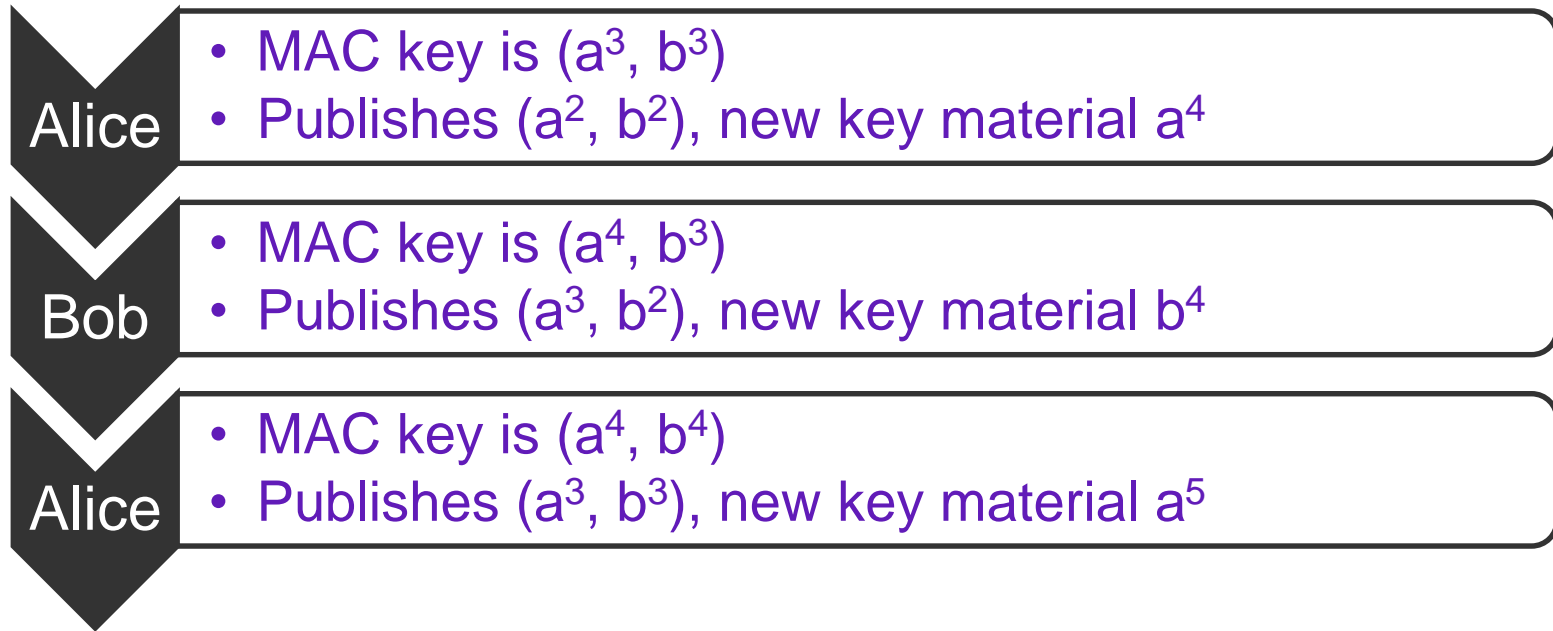 Alice
• MAC key is (a³, b³)
• Publishes (a², b²), new key material a⁴
Bob
• MAC key is (a⁴, b³)
• Publishes (a³, b²), new key material b⁴
Alice
• MAC key is (a⁴, b⁴)
• Publishes (a³, b³), new key material a⁵